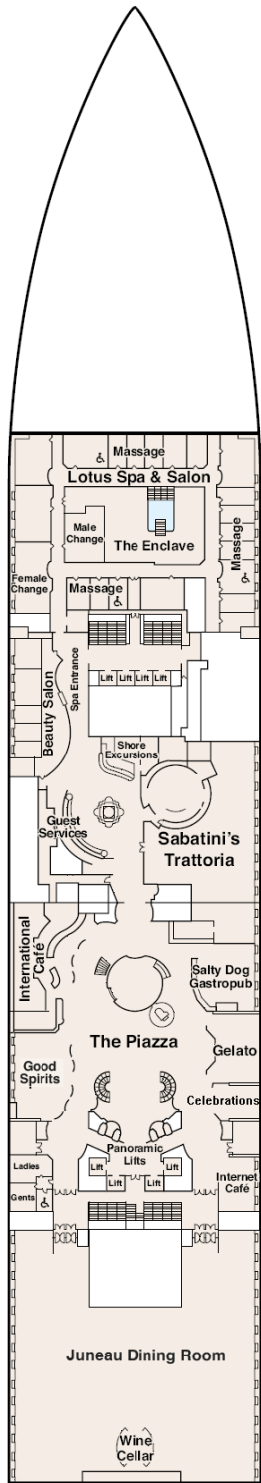 Massage
Lotus Spa & Salon
Male
Change
The Enclave
Massage
Female
Change
Massage
Beauty Salon
Spa Entrance
Lift Lift Lift Lift
Shore
Excursions
Guest
Services
Sabatini's
Trattoria
International
Café
Salty Dog
Gastropub
The Piazza
Gelato
Good
Spirits
Celebrations
Panoramic
Lifts
Ladies
Lift Lift
Lift Lift
Gents
Internet
Café
Juneau Dining Room
Wine
Cellar